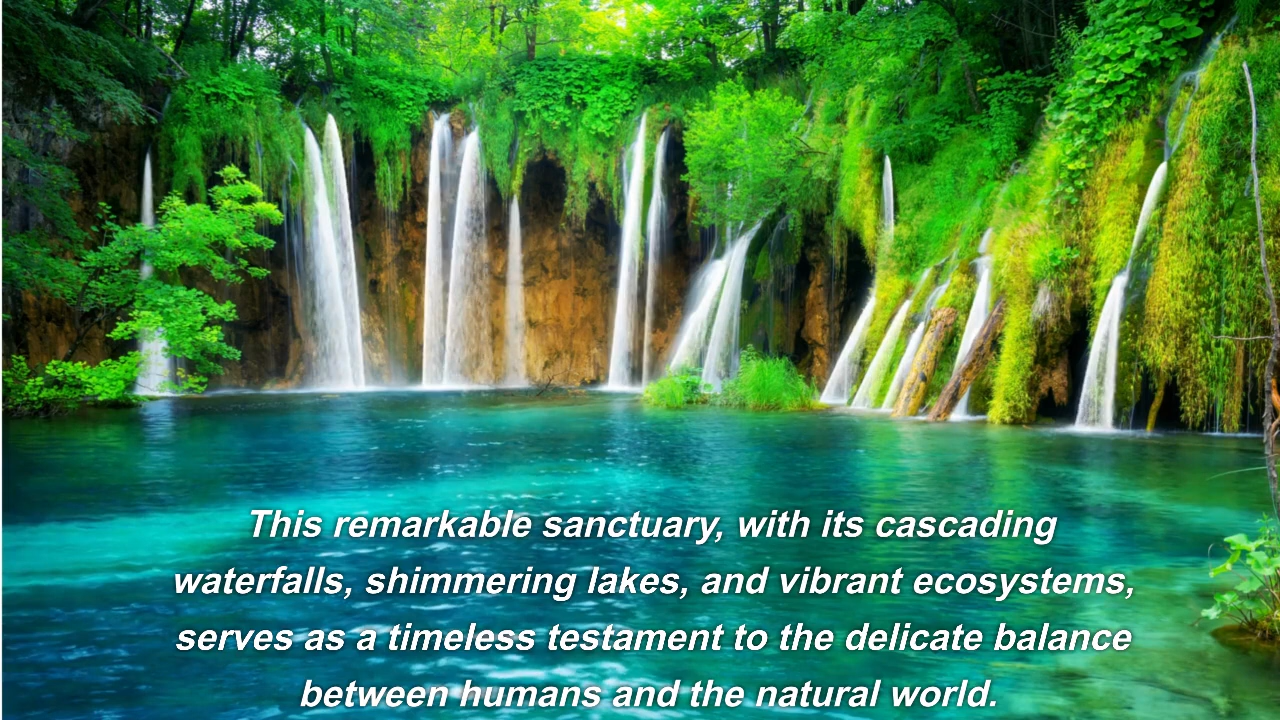 This remarkable sanctuary, with its cascading
waterfalls, shimmering lakes, and vibrant ecosystems,
serves as a timeless testament to the delicate balance
between humans and the natural world.